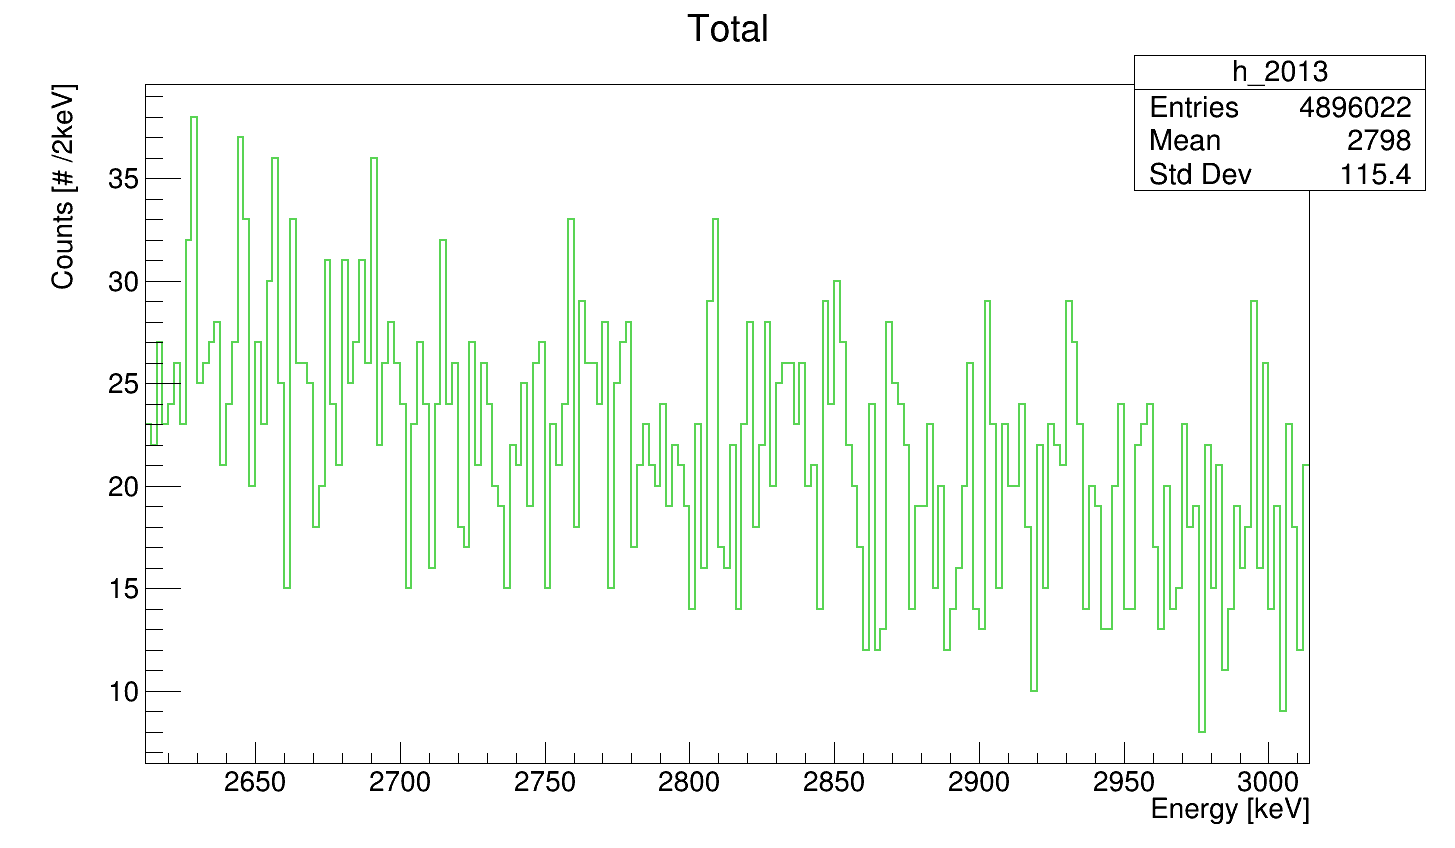 Total
h_2013
Entries 4896022
Mean 2798
Std Dev 115.4
Counts [# /2keV]
35
30
25
20
15
10
2650 2700 2750 2800 2850 2900 2950 3000
Energy [keV]